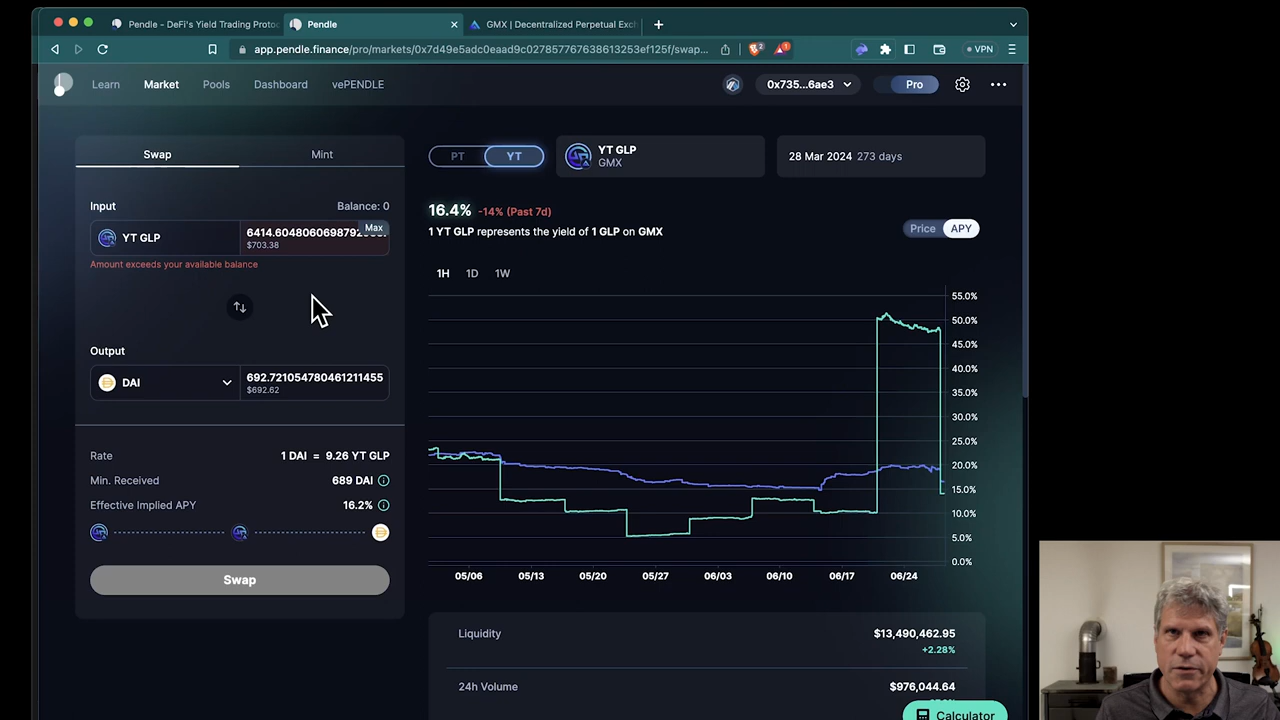 Pendle - DeFi's Yield Trading Proto
Pendle
GMX | Decentralized Perpetual Exc
app.pendle.finance/pro/markets/0x7d49e5adc0eaad9c027857767638613253ef125f/swap...
2
1
VPN
Learn
Market
Pools
Dashboard
vePENDLE
0x735...6ae3
Pro
Swap
Mint
Input
Balance: 0
YT GLP
6414.6048060698792
Max
$703.38
Amount exceeds your available balance
Output
DAI
692.721054780461211455
$692.62
Rate
1 DAI = 9.26 YT GLP
Min. Received
689 DAI
Effective Implied APY
16.2%
Swap
PT
YT
YT GLP
GMX
28 Mar 2024 273 days
16.4% -14% (Past 7d)
1 YT GLP represents the yield of 1 GLP on GMX
Price
APY
1H
1D
1W
55.0%
50.0%
45.0%
40.0%
35.0%
30.0%
25.0%
20.0%
15.0%
10.0%
5.0%
0.0%
05/06
05/13
05/20
05/27
06/03
06/10
06/17
06/24
Liquidity
$13,490,462.95
+2.28%
24h Volume
$976,044.64
Calculator